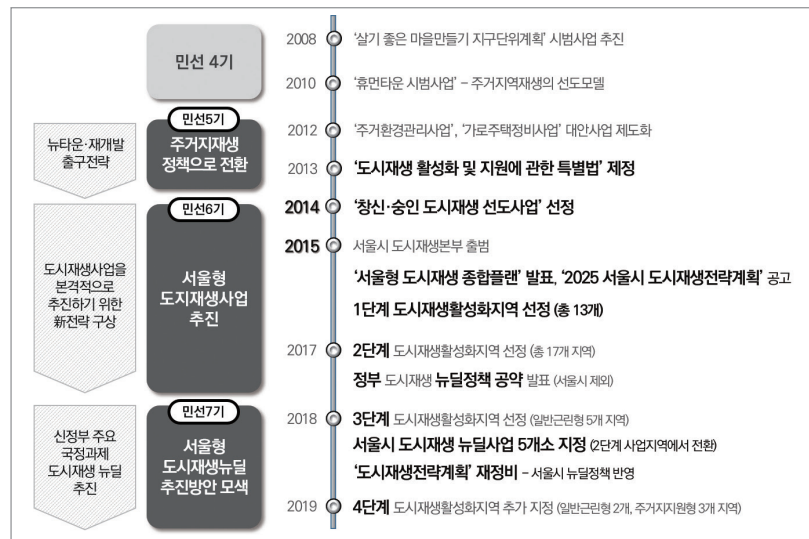 민선 4기
2008 '살기 좋은 마을만들기 지구단위계획' 시범사업 추진
2010 '휴먼타운 시범사업' – 주거지역재생의 선도모델
뉴타운·재개발
출구전략
민선5기
주거지재생
정책으로 전환
2012 '주거환경관리사업', '가로주택정비사업' 대안사업 제도화
2013 '도시재생 활성화 및 지원에 관한 특별법' 제정
도시재생사업을
본격적으로
추진하기 위한
新전략 구상
민선6기
서울형
도지재생사업
추진
2014 '창신·숭인 도시재생 선도사업' 선정
2015 서울시 도시재생본부 출범
'서울형 도시재생 종합플랜' 발표, '2025 서울시 도시재생전략계획' 공고
1단계 도시재생활성화지역 선정 (총 13개)
2017 2단계 도시재생활성화지역 선정 (총 17개 지역)
정부 도시재생 뉴딜정책 공약 발표 (서울시 제외)
신정부 주요
국정과제
도시재생 뉴딜
추진
민선7기
서울형
도시재생뉴딜
추진방안 모색
2018 3단계 도시재생활성화지역 선정 (일반근린형 5개 지역)
서울시 도시재생 뉴딜사업 5개소 지정 (2단계 사업지역에서 전환)
'도시재생전략계획' 재정비 – 서울시 뉴딜정책 반영
2019 4단계 도시재생활성화지역 추가 지정 (일반근린형 2개, 주거지지원형 3개 지역)